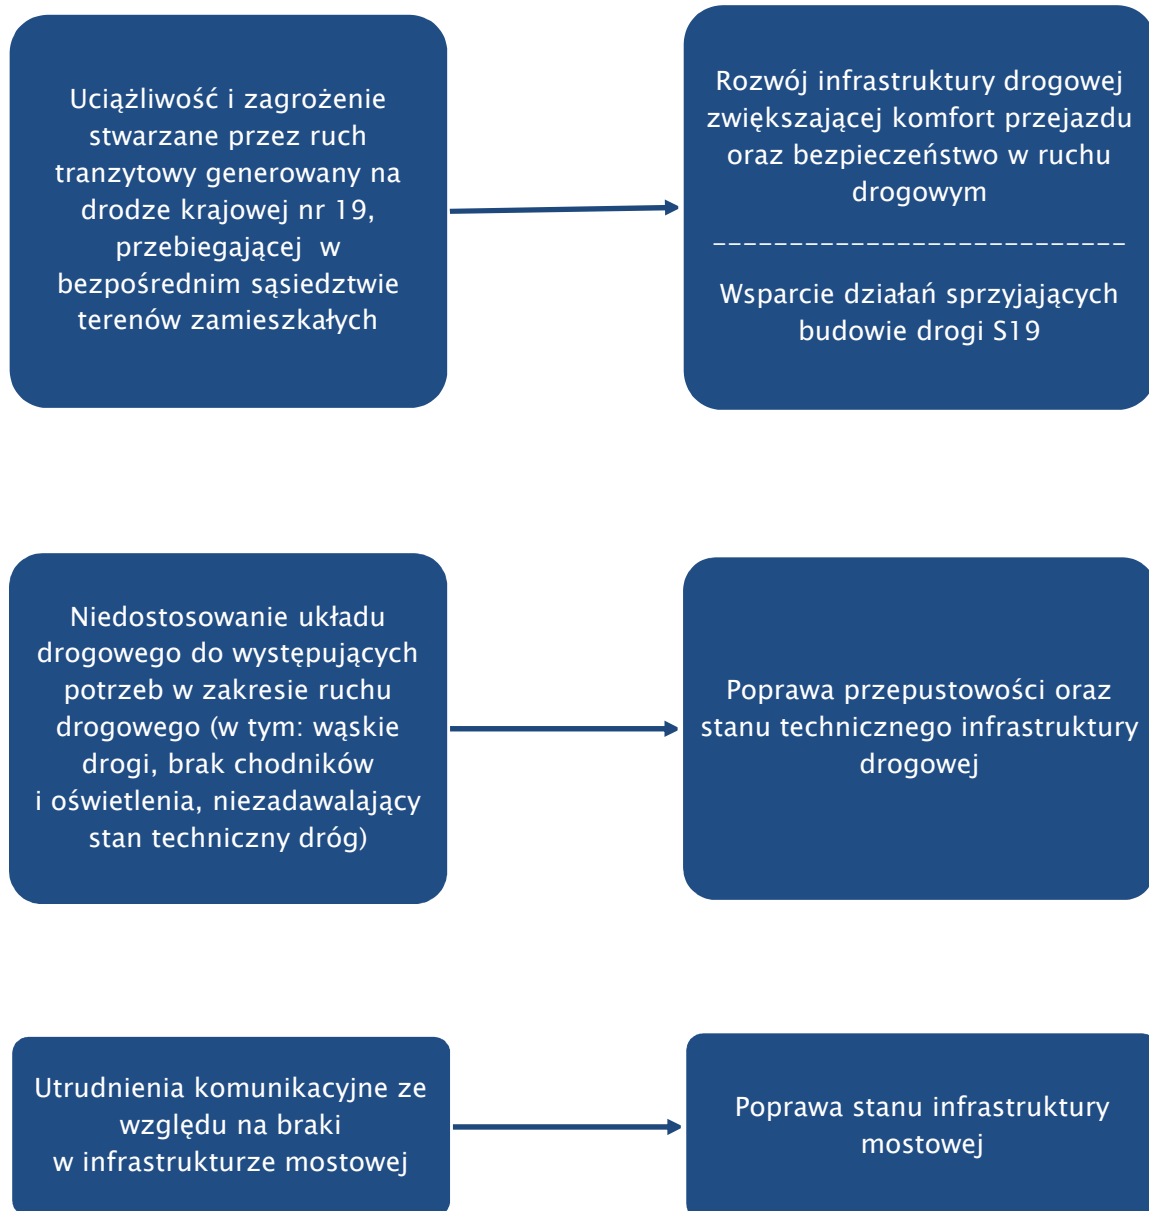 Uciążliwość i zagrożenie
stwarzane przez ruch
tranzytowy generowany na
drodze krajowej nr 19,
przebiegającej  w
bezpośrednim sąsiedztwie
terenów zamieszkałych
Rozwój infrastruktury drogowej
zwiększającej komfort przejazdu
oraz bezpieczeństwo w ruchu
drogowym
____________________________
Wsparcie działań sprzyjających
budowie drogi S19
Niedostosowanie układu
drogowego do występujących
potrzeb w zakresie ruchu
drogowego (w tym: wąskie
drogi, brak chodników
i oświetlenia, niezadawalający
stan techniczny dróg)
Poprawa przepustowości oraz
stanu technicznego infrastruktury
drogowej
Utrudnienia komunikacyjne ze
względu na braki
w infrastrukturze mostowej
Poprawa stanu infrastruktury
mostowej